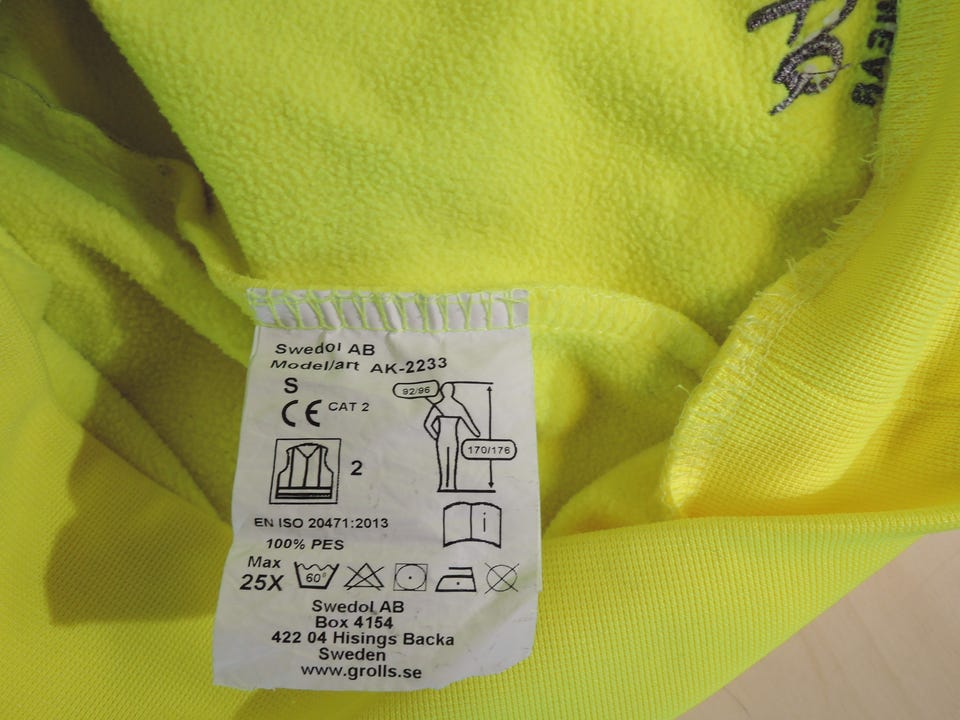 Swedol AB
Model/art AK-2233
S
CE CAT 2
92/96
170/176
2
i
EN ISO 20471:2013
100% PES
Max
25X
60°
Swedol AB
Box 4154
422 04 Hisings Backa
Sweden
www.grolls.se